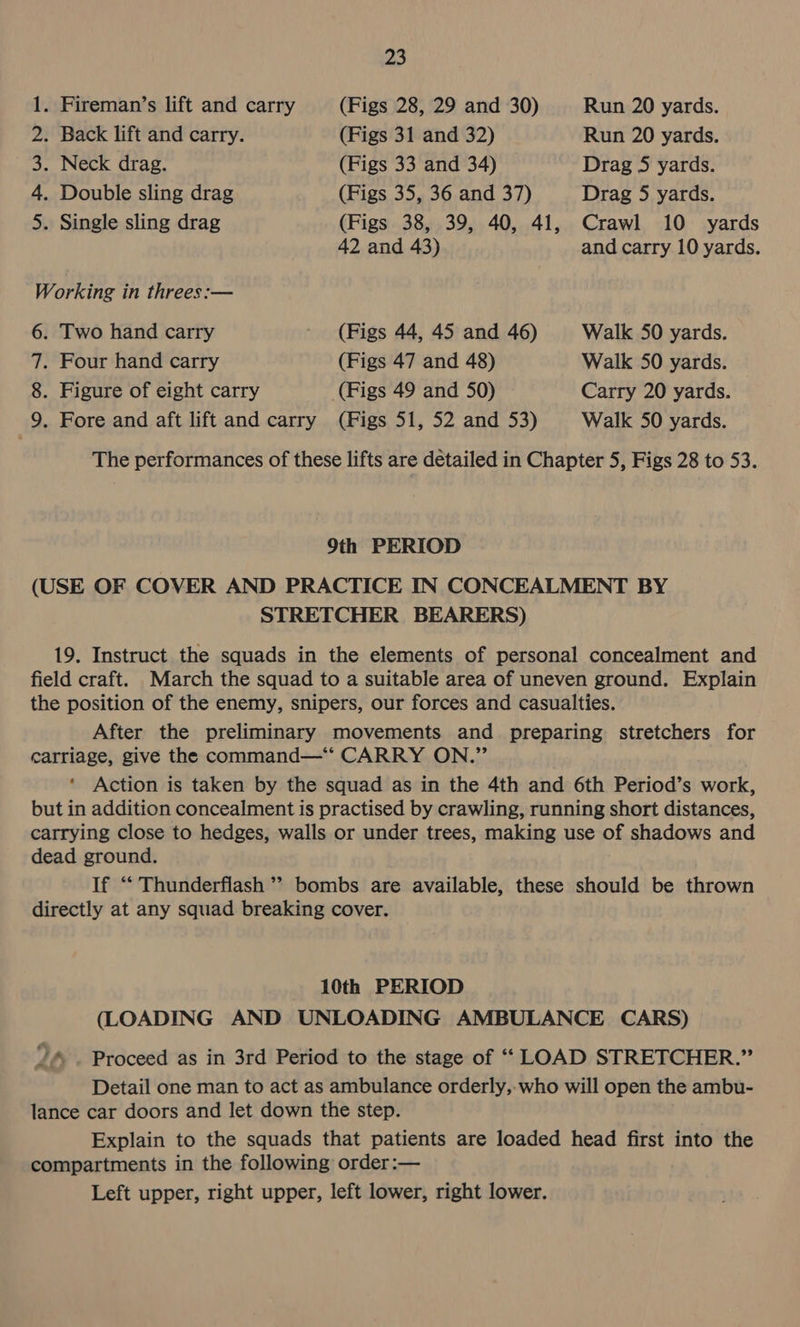 23
1. Fireman’s lift and carry (Figs 28, 29 and 30) Run 20 yards.
2. Back lift and carry. (Figs 31 and 32) Run 20 yards.
3. Neck drag. (Figs 33 and 34) Drag 5 yards.
4. Double sling drag (Figs 35, 36 and 37) Drag 5 yards.
5. Single sling drag (Figs 38, 39, 40, 41, Crawl 10 yards
42 and 43) and carry 10 yards.
Working in threes:—
6. Two hand carry (Figs 44, 45 and 46) Walk 50 yards.
7. Four hand carry (Figs 47 and 48) Walk 50 yards.
8. Figure of eight carry (Figs 49 and 50) Carry 20 yards.
9. Fore and aft lift and carry (Figs 51, 52 and 53) Walk 50 yards.
The performances of these lifts are detailed in Chapter 5, Figs 28 to 53.
9th PERIOD
(USE OF COVER AND PRACTICE IN CONCEALMENT BY
STRETCHER BEARERS)
19. Instruct the squads in the elements of personal concealment and
field craft. March the squad to a suitable area of uneven ground. Explain
the position of the enemy, snipers, our forces and casualties.
After the preliminary movements and preparing stretchers for
carriage, give the command—“ CARRY ON.”
‘ Action is taken by the squad as in the 4th and 6th Period’s work,
but in addition concealment is practised by crawling, running short distances,
carrying close to hedges, walls or under trees, making use of shadows and
dead ground.
If “ Thunderflash ” bombs are available, these should be thrown
directly at any squad breaking cover.
10th PERIOD
(LOADING AND UNLOADING AMBULANCE CARS)
. Proceed as in 3rd Period to the stage of “ LOAD STRETCHER.”
Detail one man to act as ambulance orderly, who will open the ambu-
lance car doors and let down the step.
Explain to the squads that patients are loaded head first into the
compartments in the following order:—
Left upper, right upper, left lower, right lower.